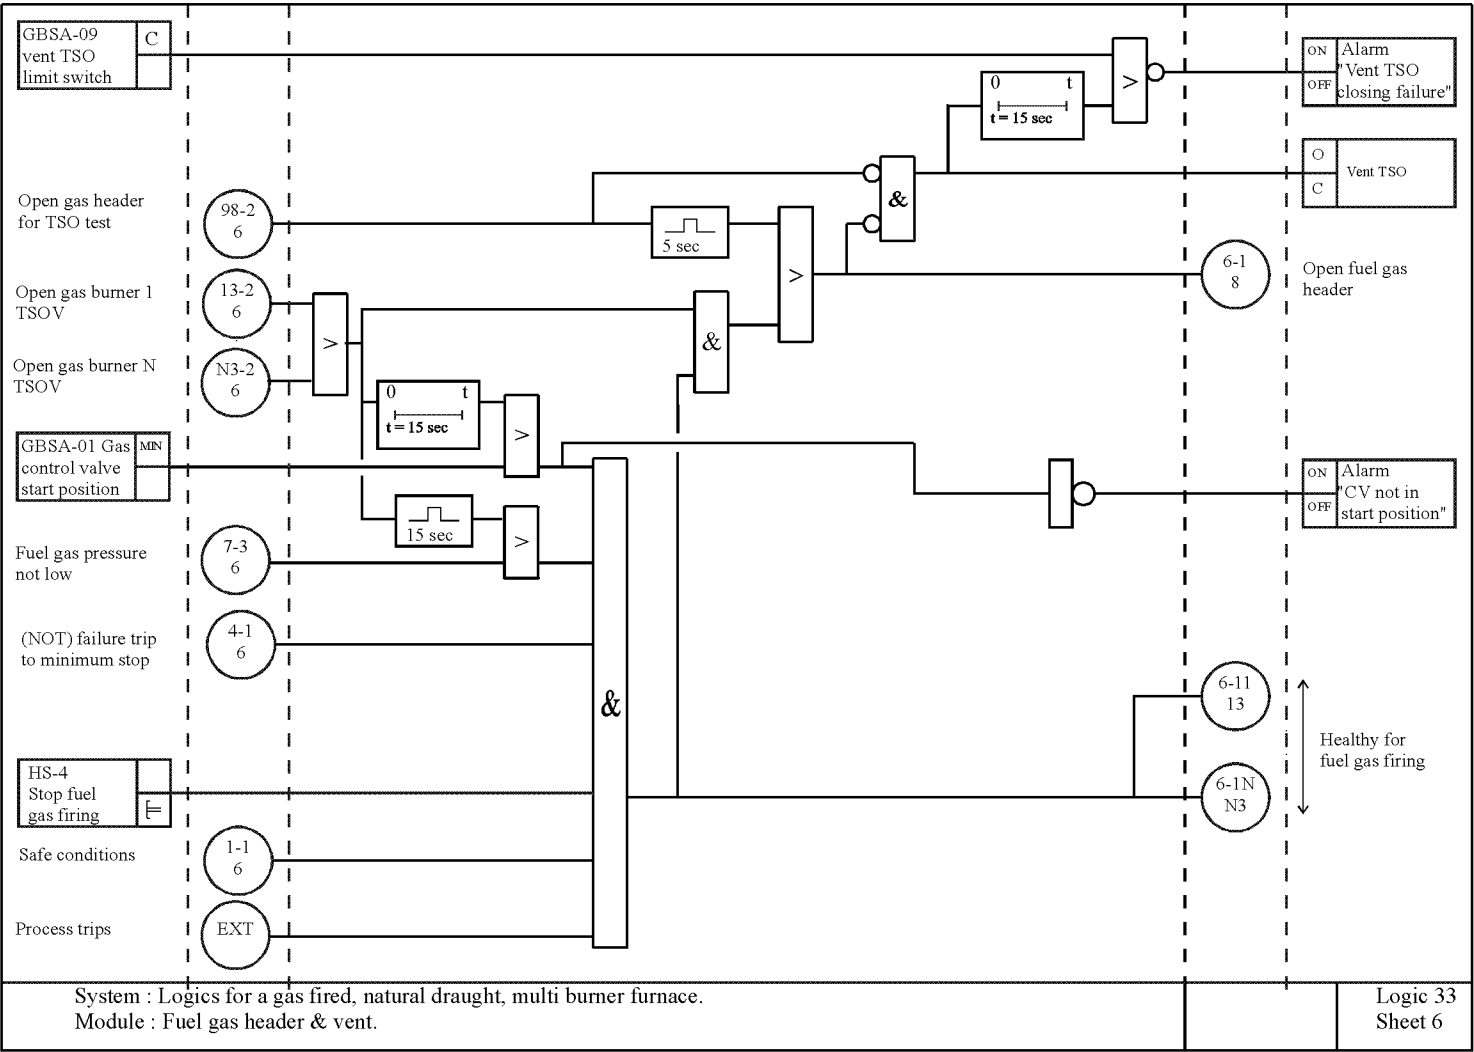 GBSA-09
vent TSO
limit switch
C
ON
OFF
Alarm
"Vent TSO
closing failure"
>
0 t
t = 15 sec
O
C
Vent TSO
&
Open gas header
for TSO test
98-2
6
5 sec
>
6-1
8
Open fuel gas
header
Open gas burner 1
TSOV
13-2
6
>
&
Open gas burner N
TSOV
N3-2
6
0 t
t = 15 sec
>
GBSA-01 Gas
control valve
start position
MIN
ON
OFF
Alarm
"CV not in
start position"
15 sec
>
Fuel gas pressure
not low
7-3
6
(NOT) failure trip
to minimum stop
4-1
6
&
6-11
13
Healthy for
fuel gas firing
6-1N
N3
HS-4
Stop fuel
gas firing
Safe conditions
1-1
6
Process trips
EXT
System : Logics for a gas fired, natural draught, multi burner furnace.
Module : Fuel gas header & vent.
Logic 33
Sheet 6